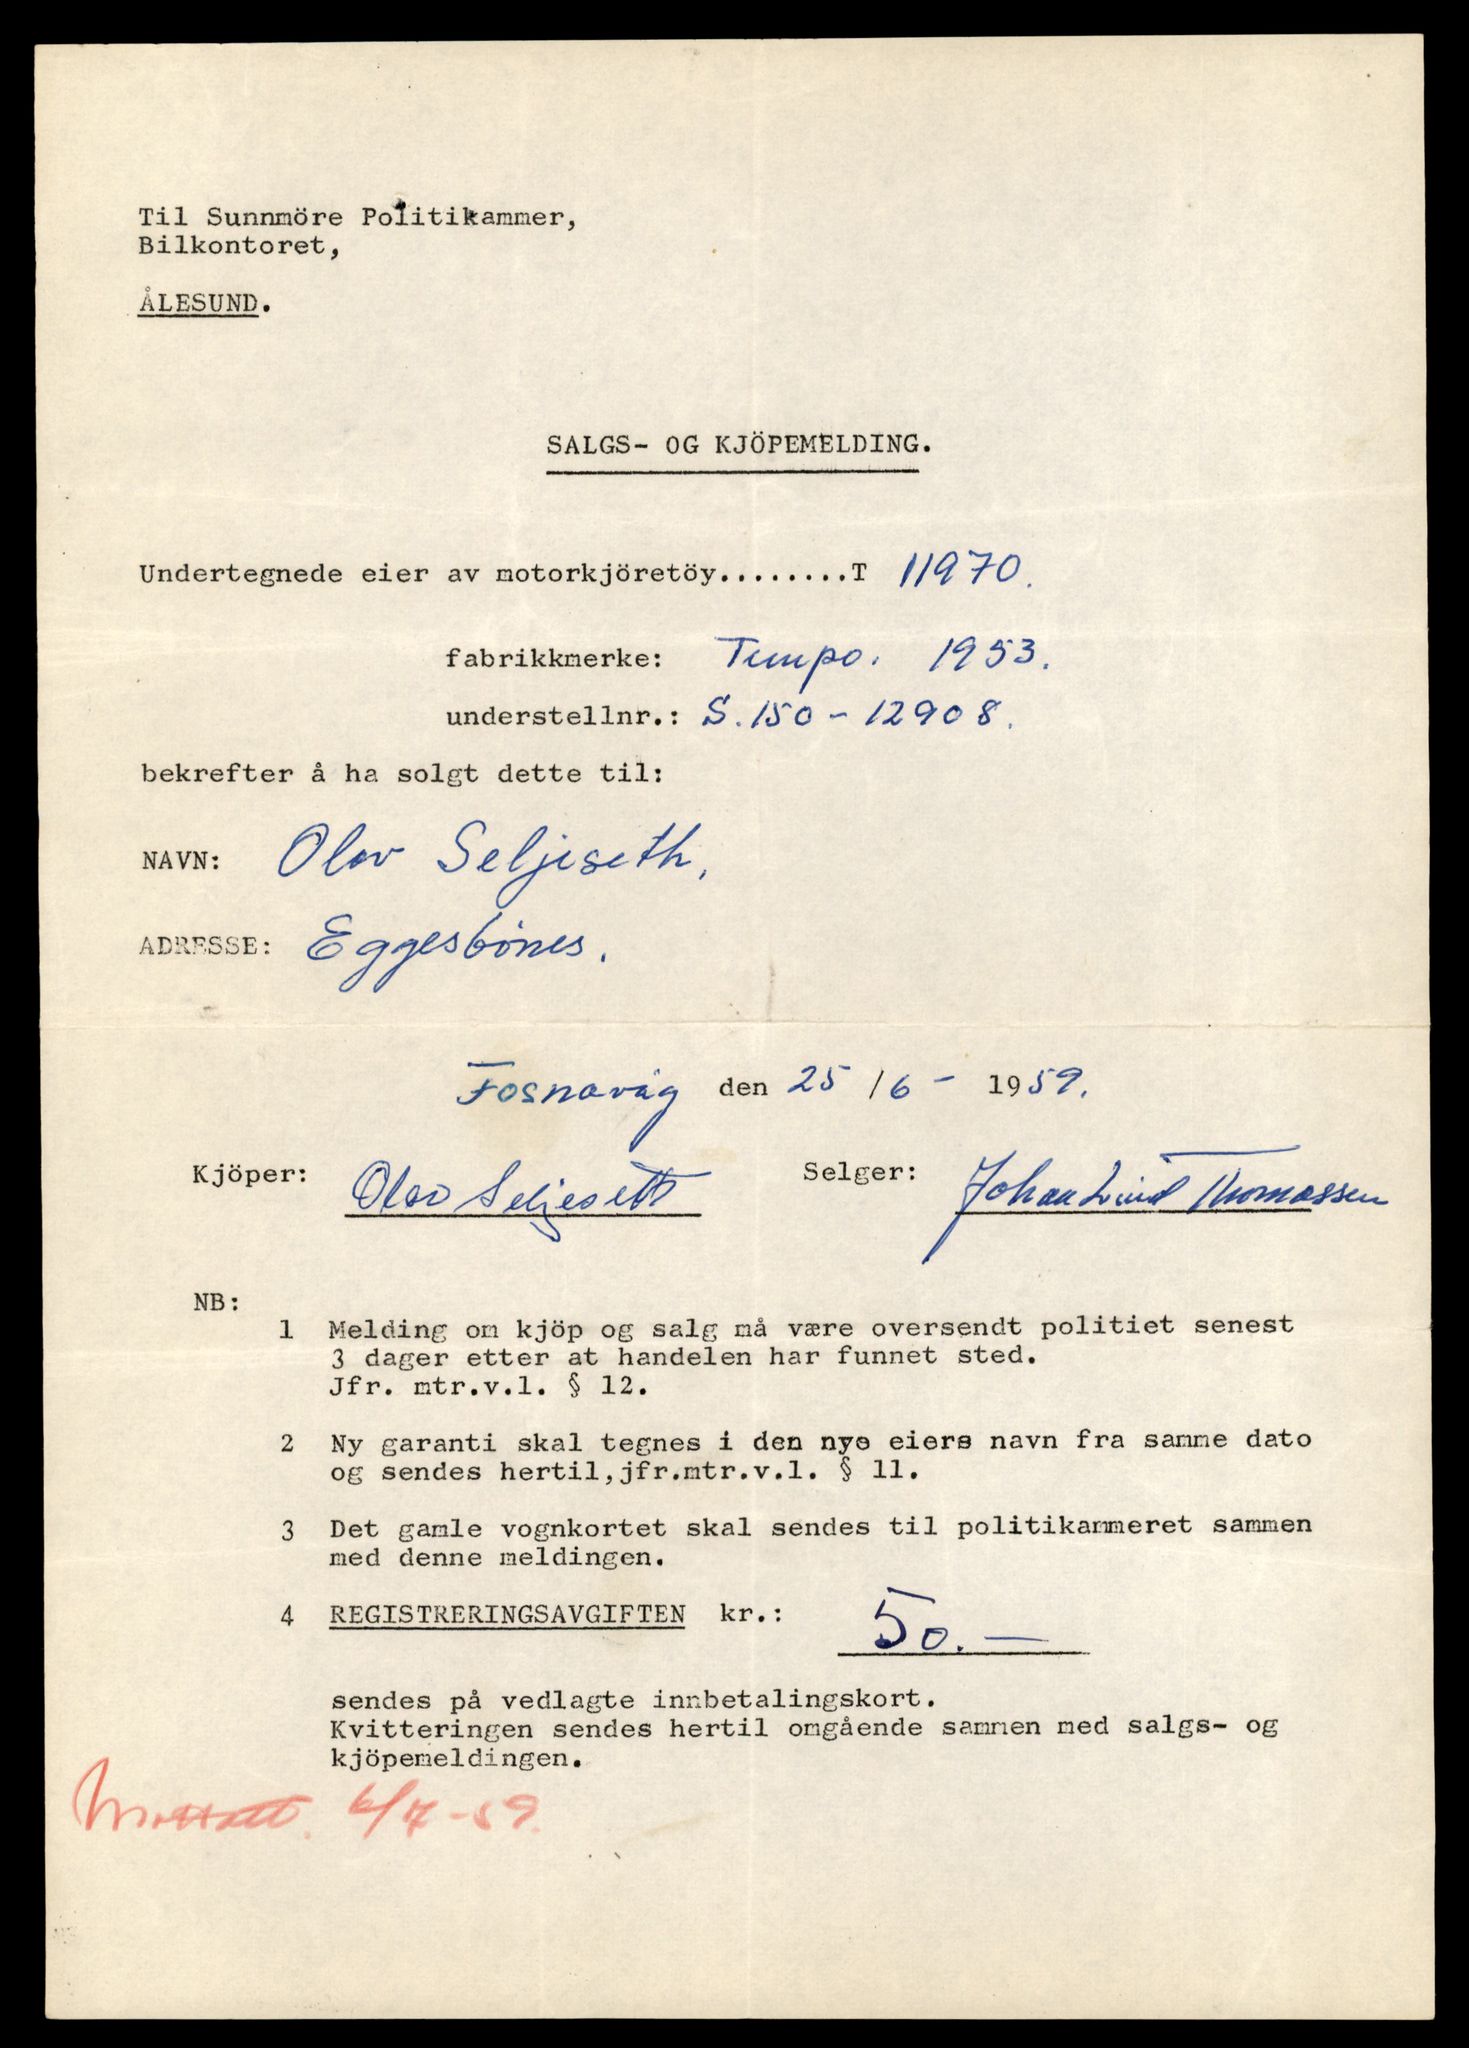 Til Sunnmöre Politikammer,
Bilkontoret,
ÅLESUND.
SALGS- OG KJÖPEMELDING.
Undertegnede eier av motorkjöretöy........T 11970.
fabrikkmerke: Tempo. 1953.
understellnr.: S.150-12908.
bekrefter å ha solgt dette til:
NAVN: Olav Seljeseth,
ADRESSE: Eggesbönes.
Fosnavåg den 25/6- 1959.
Kjöper: Olav Seljeseth Selger: Johan Lind Thomassen
NB:
1 Melding om kjöp og salg må være oversendt politiet senest
3 dager etter at handelen har funnet sted.
Jfr. mtr.v.l. § 12.
2 Ny garanti skal tegnes i den nye eiers navn fra samme dato
og sendes hertil,jfr.mtr.v.l. § 11.
3 Det gamle vognkortet skal sendes til politikammeret sammen
med denne meldingen.
4 REGISTRERINGSAVGIFTEN kr.: 50.-
sendes på vedlagte innbetalingskort.
Kvitteringen sendes hertil omgående sammen med salgs- og
kjöpemeldingen.
Mottatt. 6/7-59.